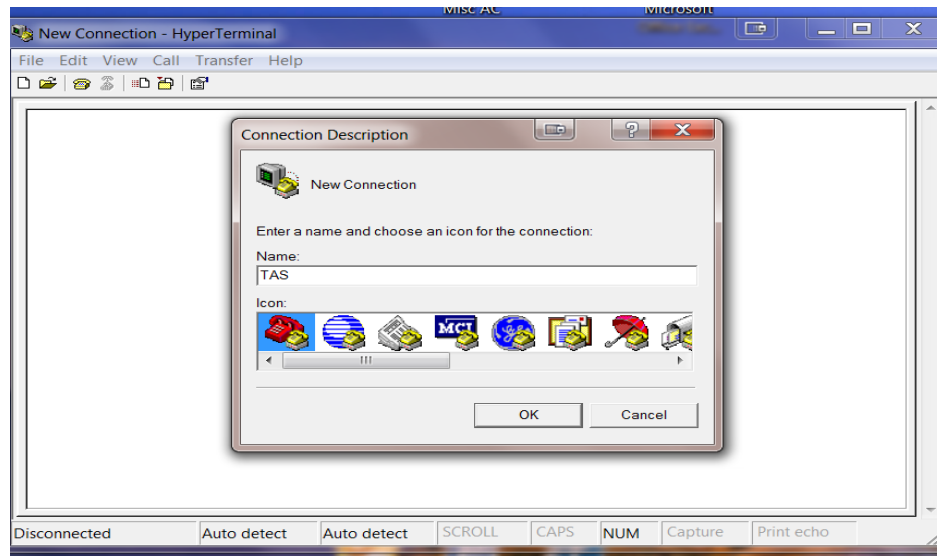 Misc AC Microsoft
New Connection - HyperTerminal
File Edit View Call Transfer Help
Connection Description
New Connection
Enter a name and choose an icon for the connection:
Name:
TAS
Icon:
MCI
OK Cancel
Disconnected Auto detect Auto detect SCROLL CAPS NUM Capture Print echo